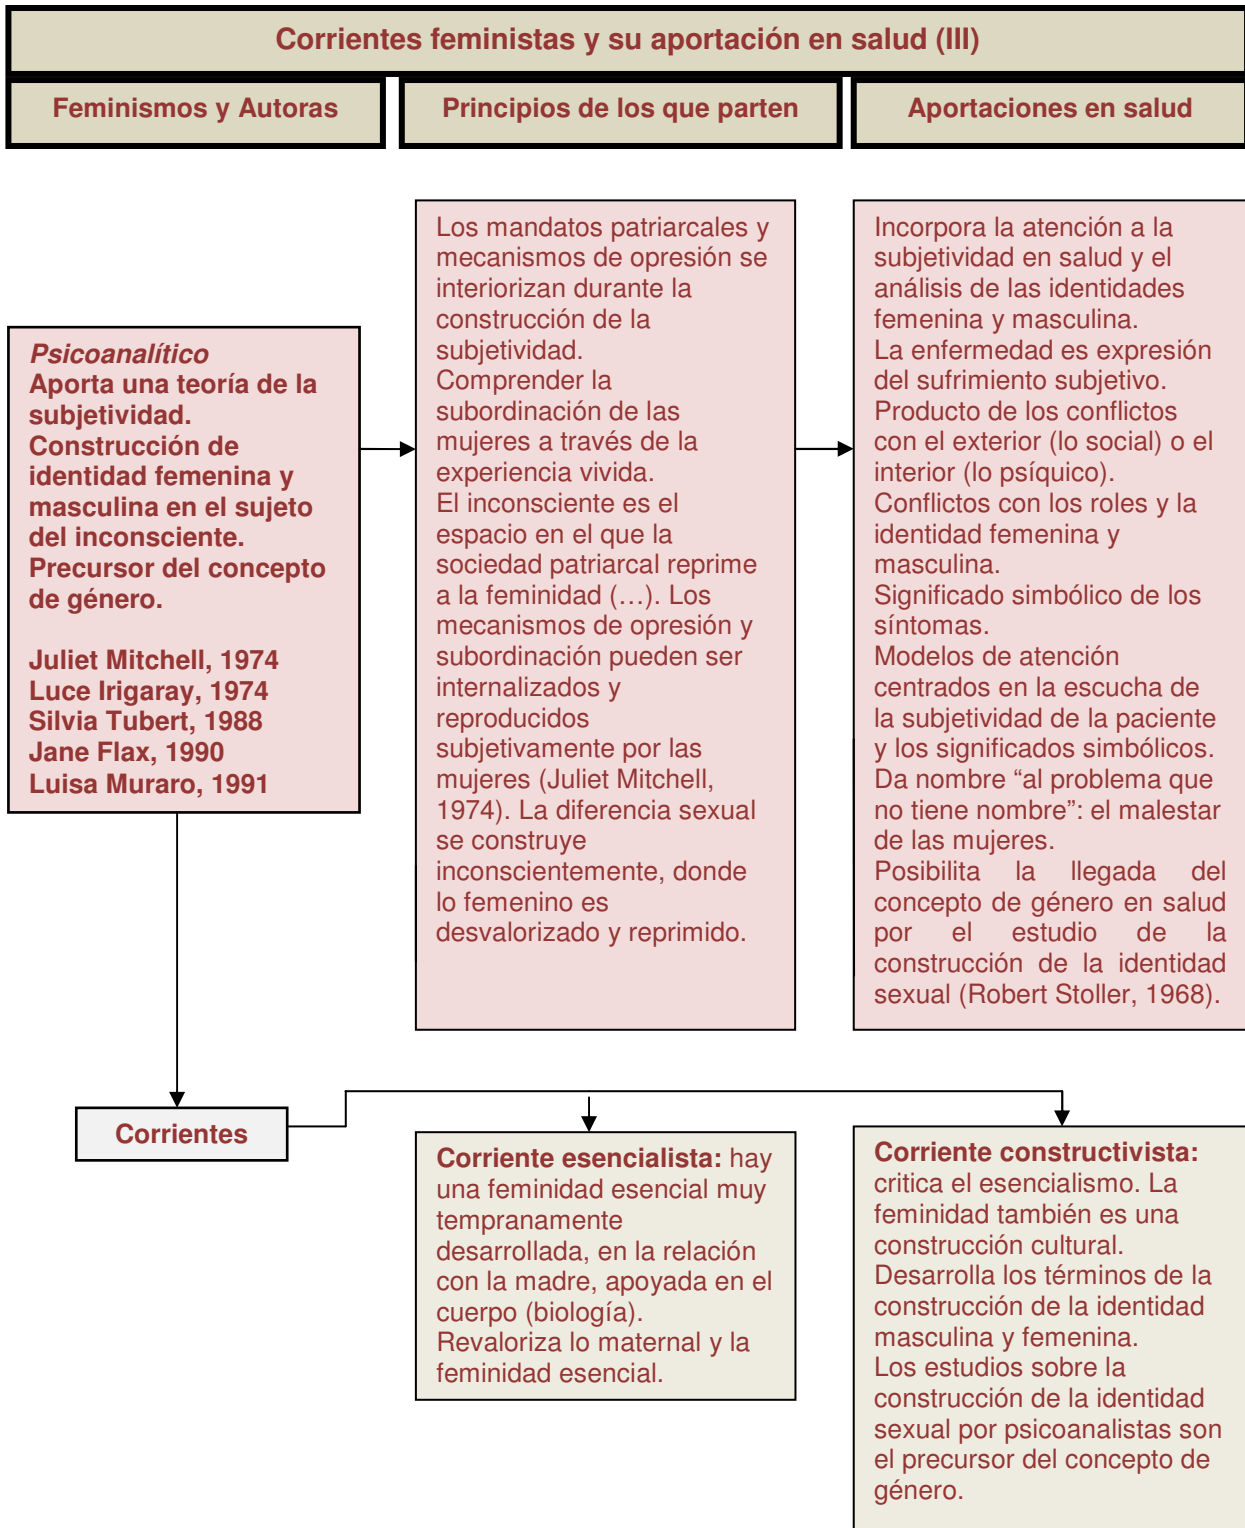 Corrientes feministas y su aportación en salud (III)
Feminismos y Autoras
Principios de los que parten
Aportaciones en salud
Psicoanalítico
Aporta una teoría de la
subjetividad.
Construcción de
identidad femenina y
masculina en el sujeto
del inconsciente.
Precursor del concepto
de género.
Juliet Mitchell, 1974
Luce Irigaray, 1974
Silvia Tubert, 1988
Jane Flax, 1990
Luisa Muraro, 1991
Los mandatos patriarcales y
mecanismos de opresión se
interiorizan durante la
construcción de la
subjetividad.
Comprender la
subordinación de las
mujeres a través de la
experiencia vivida.
El inconsciente es el
espacio en el que la
sociedad patriarcal reprime
a la feminidad (…). Los
mecanismos de opresión y
subordinación pueden ser
internalizados y
reproducidos
subjetivamente por las
mujeres (Juliet Mitchell,
1974). La diferencia sexual
se construye
inconscientemente, donde
lo femenino es
desvalorizado y reprimido.
Incorpora la atención a la
subjetividad en salud y el
análisis de las identidades
femenina y masculina.
La enfermedad es expresión
del sufrimiento subjetivo.
Producto de los conflictos
con el exterior (lo social) o el
interior (lo psíquico).
Conflictos con los roles y la
identidad femenina y
masculina.
Significado simbólico de los
síntomas.
Modelos de atención
centrados en la escucha de
la subjetividad de la paciente
y los significados simbólicos.
Da nombre “al problema que
no tiene nombre”: el malestar
de las mujeres.
Posibilita la llegada del
concepto de género en salud
por el estudio de la
construcción de la identidad
sexual (Robert Stoller, 1968).
Corrientes
Corriente esencialista: hay
una feminidad esencial muy
tempranamente
desarrollada, en la relación
con la madre, apoyada en el
cuerpo (biología).
Revaloriza lo maternal y la
feminidad esencial.
Corriente constructivista:
critica el esencialismo. La
feminidad también es una
construcción cultural.
Desarrolla los términos de la
construcción de la identidad
masculina y femenina.
Los estudios sobre la
construcción de la identidad
sexual por psicoanalistas son
el precursor del concepto de
género.